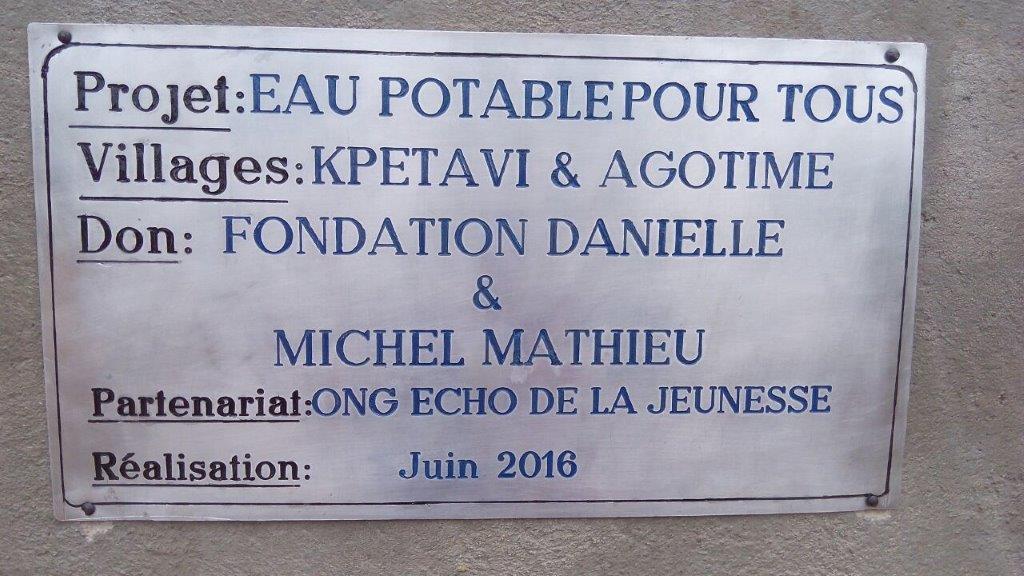 Projet:EAU POTABLE POUR TOUS
Villages:KPETAVI & AGOTIME
Don: FONDATION DANIELLE
&
MICHEL MATHIEU
Partenariat:ONG ECHO DE LA JEUNESSE
Réalisation: Juin 2016